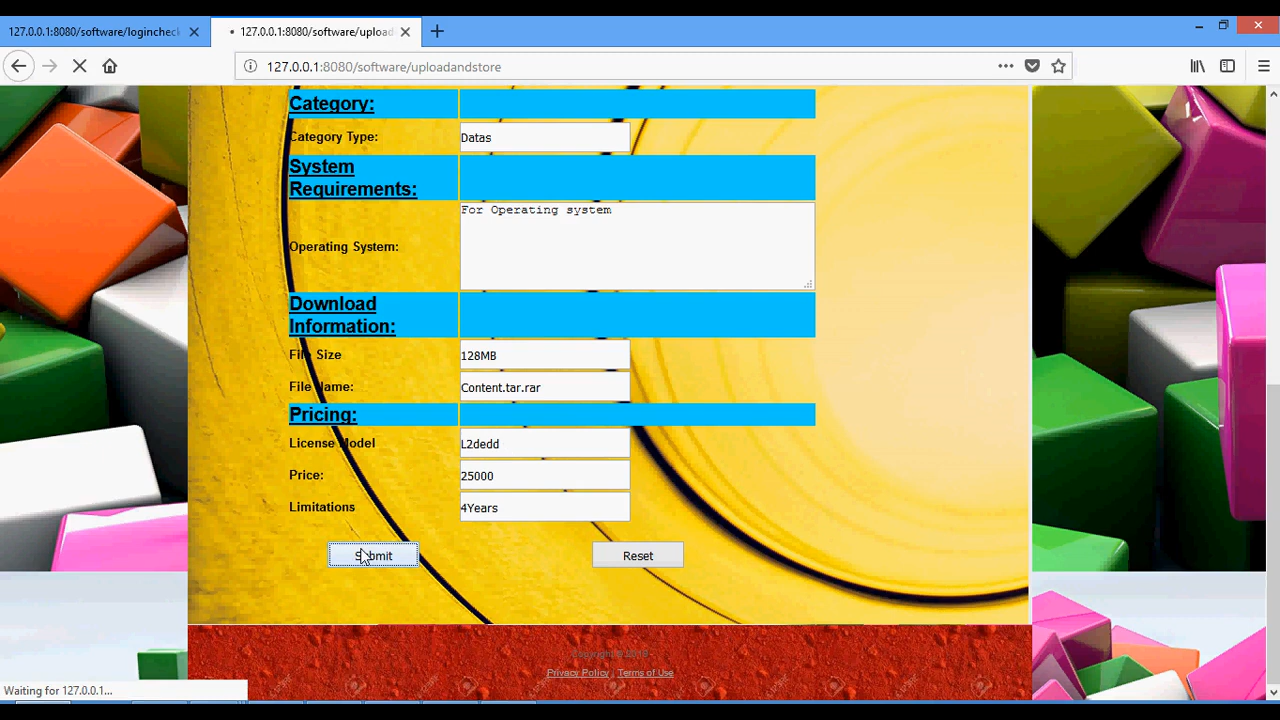 127.0.0.1:8080/software/logincheck
127.0.0.1:8080/software/upload
127.0.0.1:8080/software/uploadandstore
Category:
Category Type: Datas
System
Requirements:
For Operating system
Operating System:
Download
Information:
File Size 128MB
File Name: Content.tar.rar
Pricing:
License Model L2dedd
Price: 25000
Limitations 4Years
Submit Reset
Privacy Policy | Terms of Use
Waiting for 127.0.0.1...